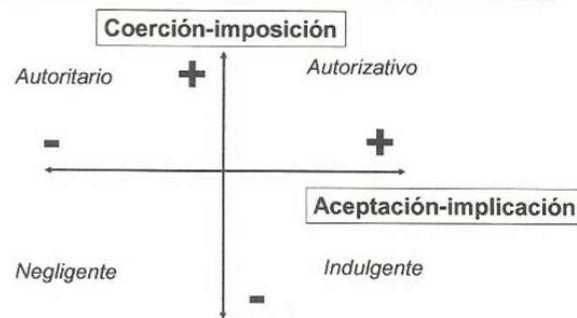 Coerción-imposición
Autoritario
+
Autorizativo
-
+
Aceptación-implicación
Negligente
Indulgente
-